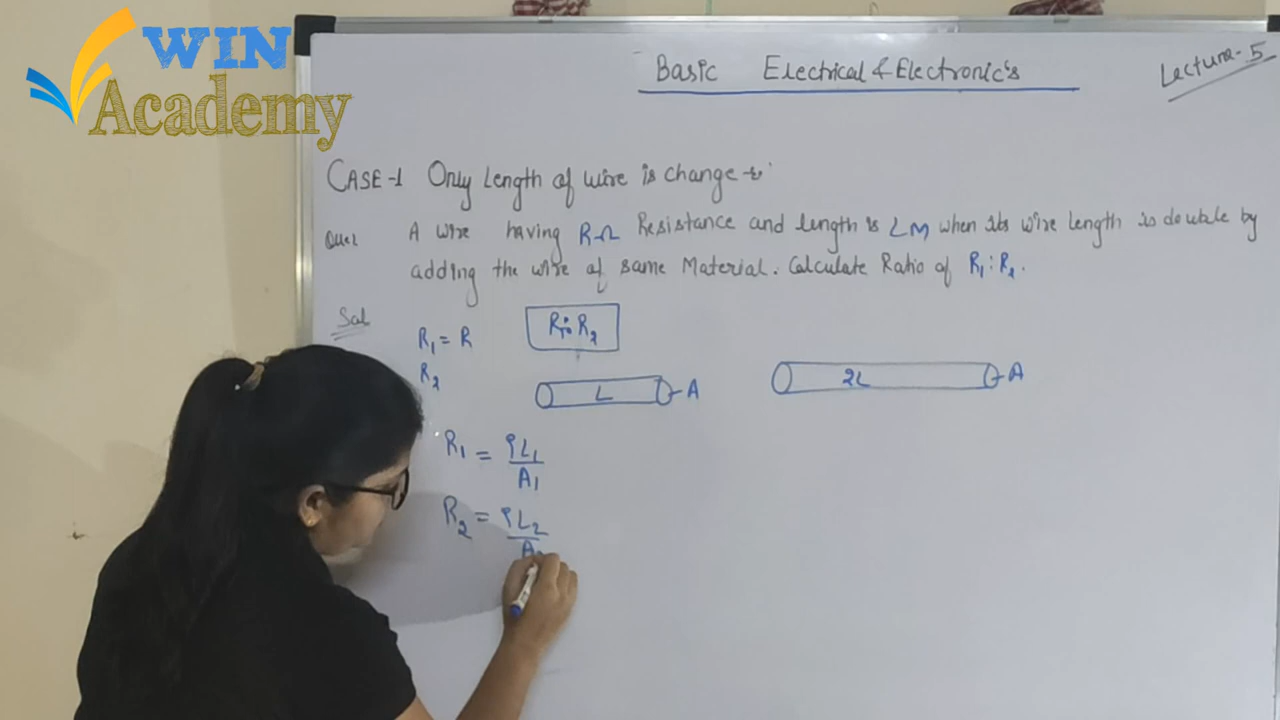 WIN
Academy
Basic Electrical & Electronic's
Lecture-5
CASE-1 Only Length of wire is change :-
Que:
A wire having R Ω Resistance and length is L M when its wire length is double by
adding the wire of same Material. Calculate Ratio of R₁:R₂.
Sol
R₁ = R
R₁:R₂
R₂
L A
2L A
R₁ = ρL₁/A₁
R₂ = ρL₂/A